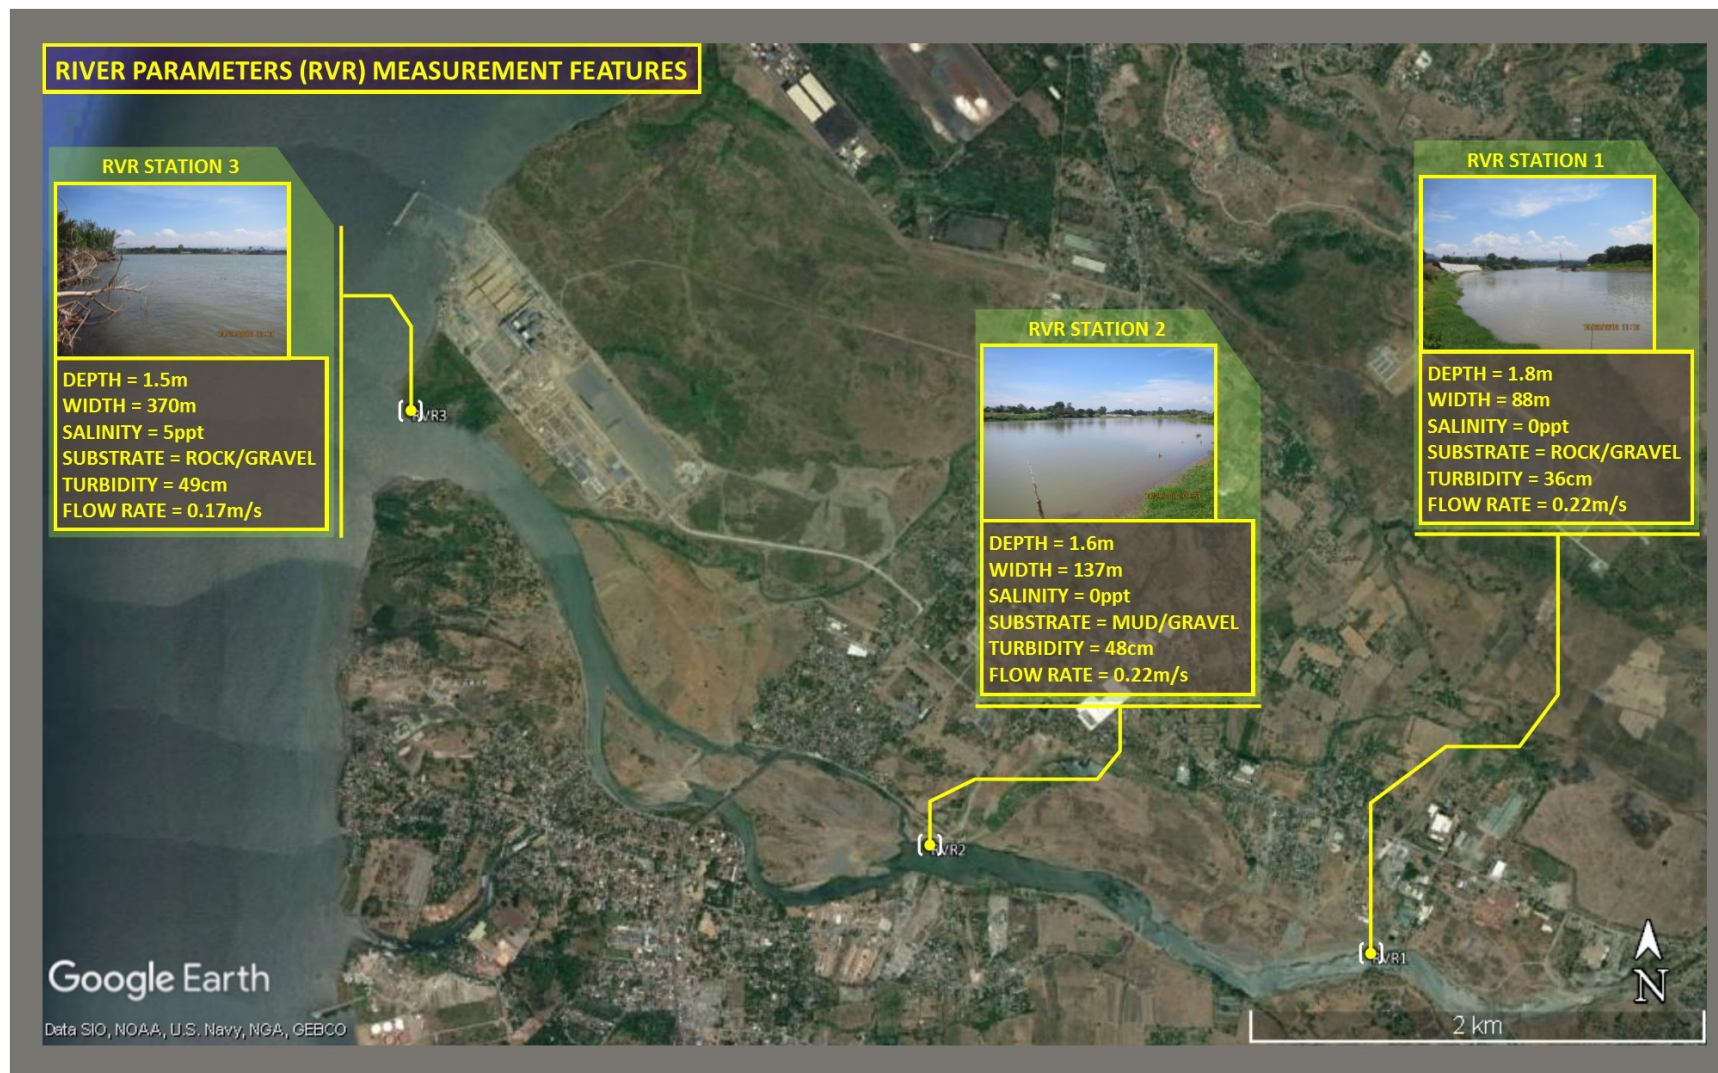 RIVER PARAMETERS (RVR) MEASUREMENT FEATURES
RVR STATION 3
DEPTH = 1.5m
WIDTH = 370m
SALINITY = 5ppt
SUBSTRATE = ROCK/GRAVEL
TURBIDITY = 49cm
FLOW RATE = 0.17m/s
RVR STATION 2
DEPTH = 1.6m
WIDTH = 137m
SALINITY = 0ppt
SUBSTRATE = MUD/GRAVEL
TURBIDITY = 48cm
FLOW RATE = 0.22m/s
RVR STATION 1
DEPTH = 1.8m
WIDTH = 88m
SALINITY = 0ppt
SUBSTRATE = ROCK/GRAVEL
TURBIDITY = 36cm
FLOW RATE = 0.22m/s
RVR3
RVR2
RVR1
N
2 km
Google Earth
Data SIO, NOAA, U.S. Navy, NGA, GEBCO